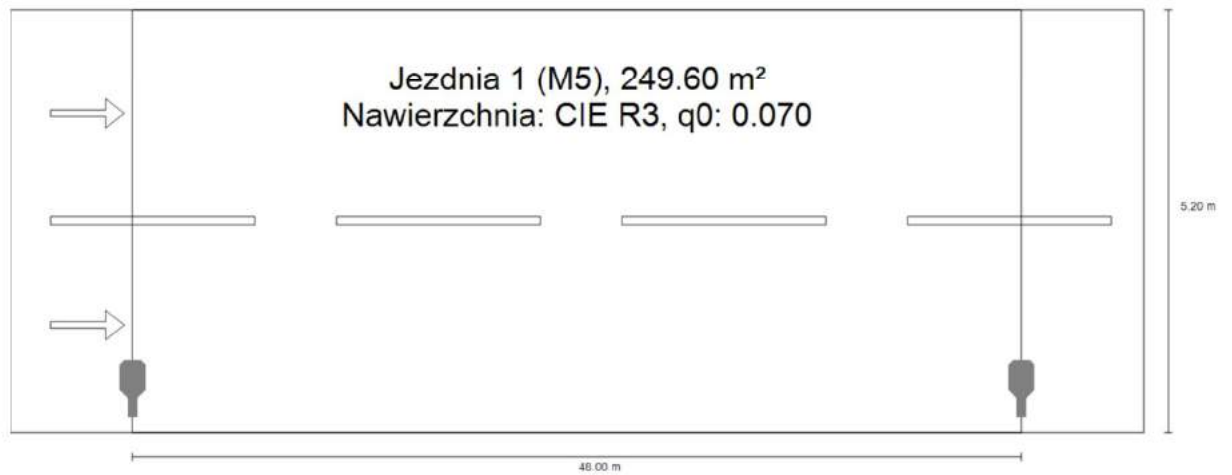 Jezdnia 1 (M5), 249.60 m²
Nawierzchnia: CIE R3, q0: 0.070
5.20 m
48.00 m